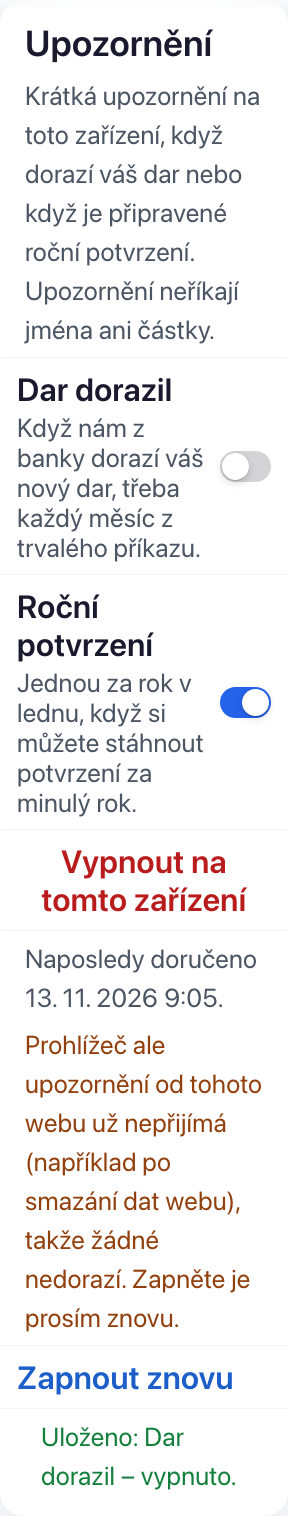 Upozornění
Krátká upozornění na
toto zařízení, když
dorazí váš dar nebo
když je připravené
roční potvrzení.
Upozornění neříkají
jména ani částky.
Dar dorazil
Když nám z
banky dorazí váš
nový dar, třeba
každý měsíc z
trvalého příkazu.
Roční
potvrzení
Jednou za rok v
lednu, když si
můžete stáhnout
potvrzení za
minulý rok.
Vypnout na
tomto zařízení
Naposledy doručeno
13. 11. 2026 9:05.
Prohlížeč ale
upozornění od tohoto
webu už nepřijímá
(například po
smazání dat webu),
takže žádné
nedorazí. Zapněte je
prosím znovu.
Zapnout znovu
Uloženo: Dar
dorazil – vypnuto.